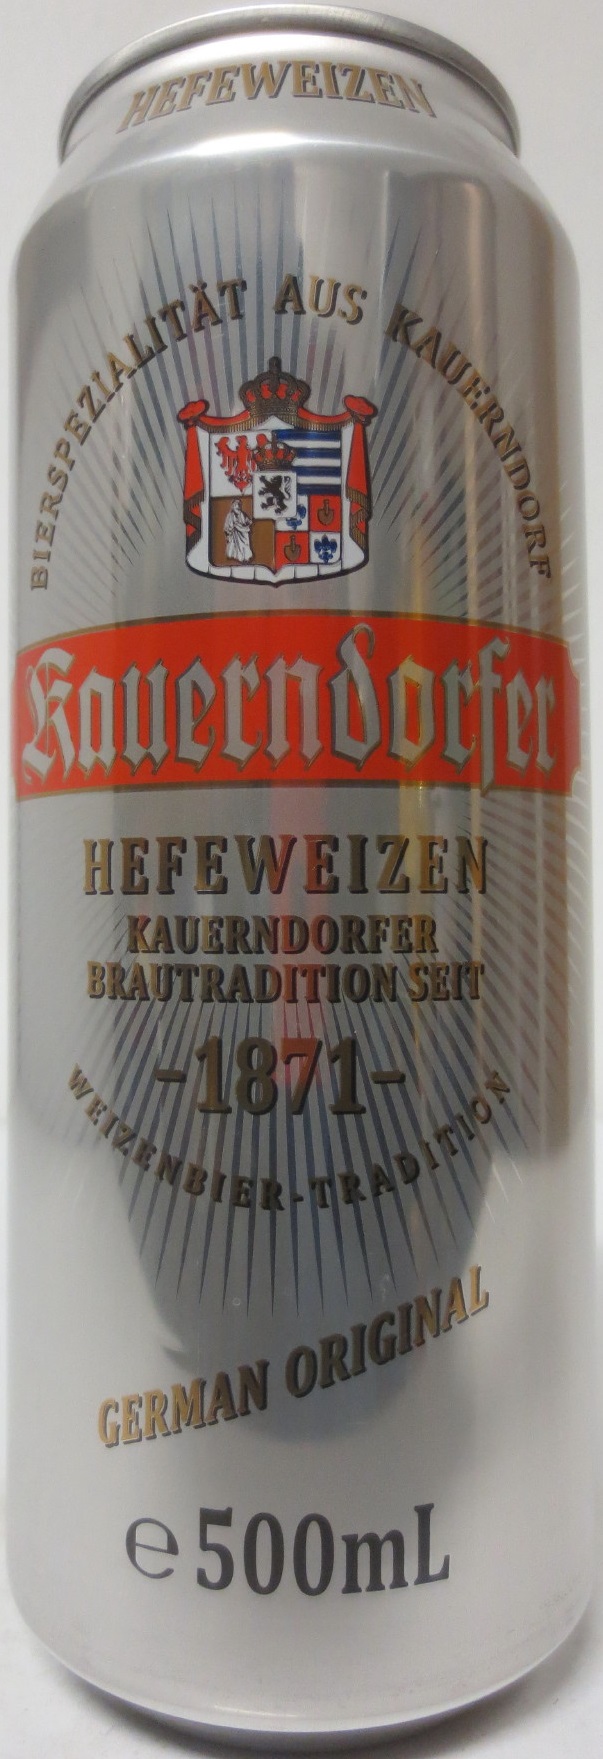 HEFEWEIZEN
BIERSPEZIALITÄT AUS KAUERNDORF
Kauerndorfer
HEFEWEIZEN
KAUERNDORFER
BRAUTRADITION SEIT
-1871-
WEIZENBIER-TRADITION
GERMAN ORIGINAL
℮500mL